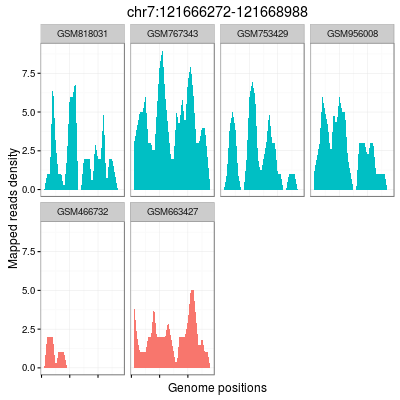 chr7:121666272-121668988
GSM818031 GSM767343 GSM753429 GSM956008
7.5
5.0
2.5
0.0
GSM466732 GSM663427
7.5
5.0
2.5
0.0
Mapped reads density
Genome positions